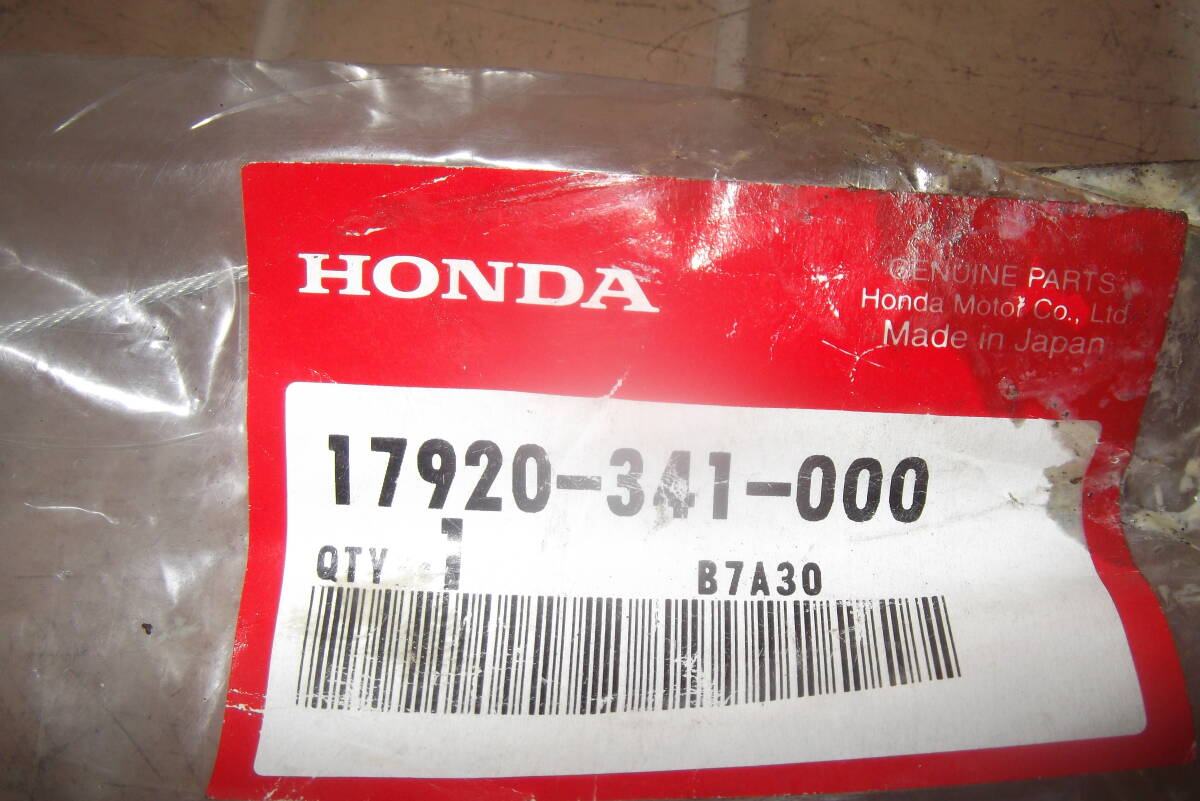 HONDA
GENUINE PARTS
Honda Motor Co., Ltd.
Made in Japan
17920-341-000
QTY 1
B7A30